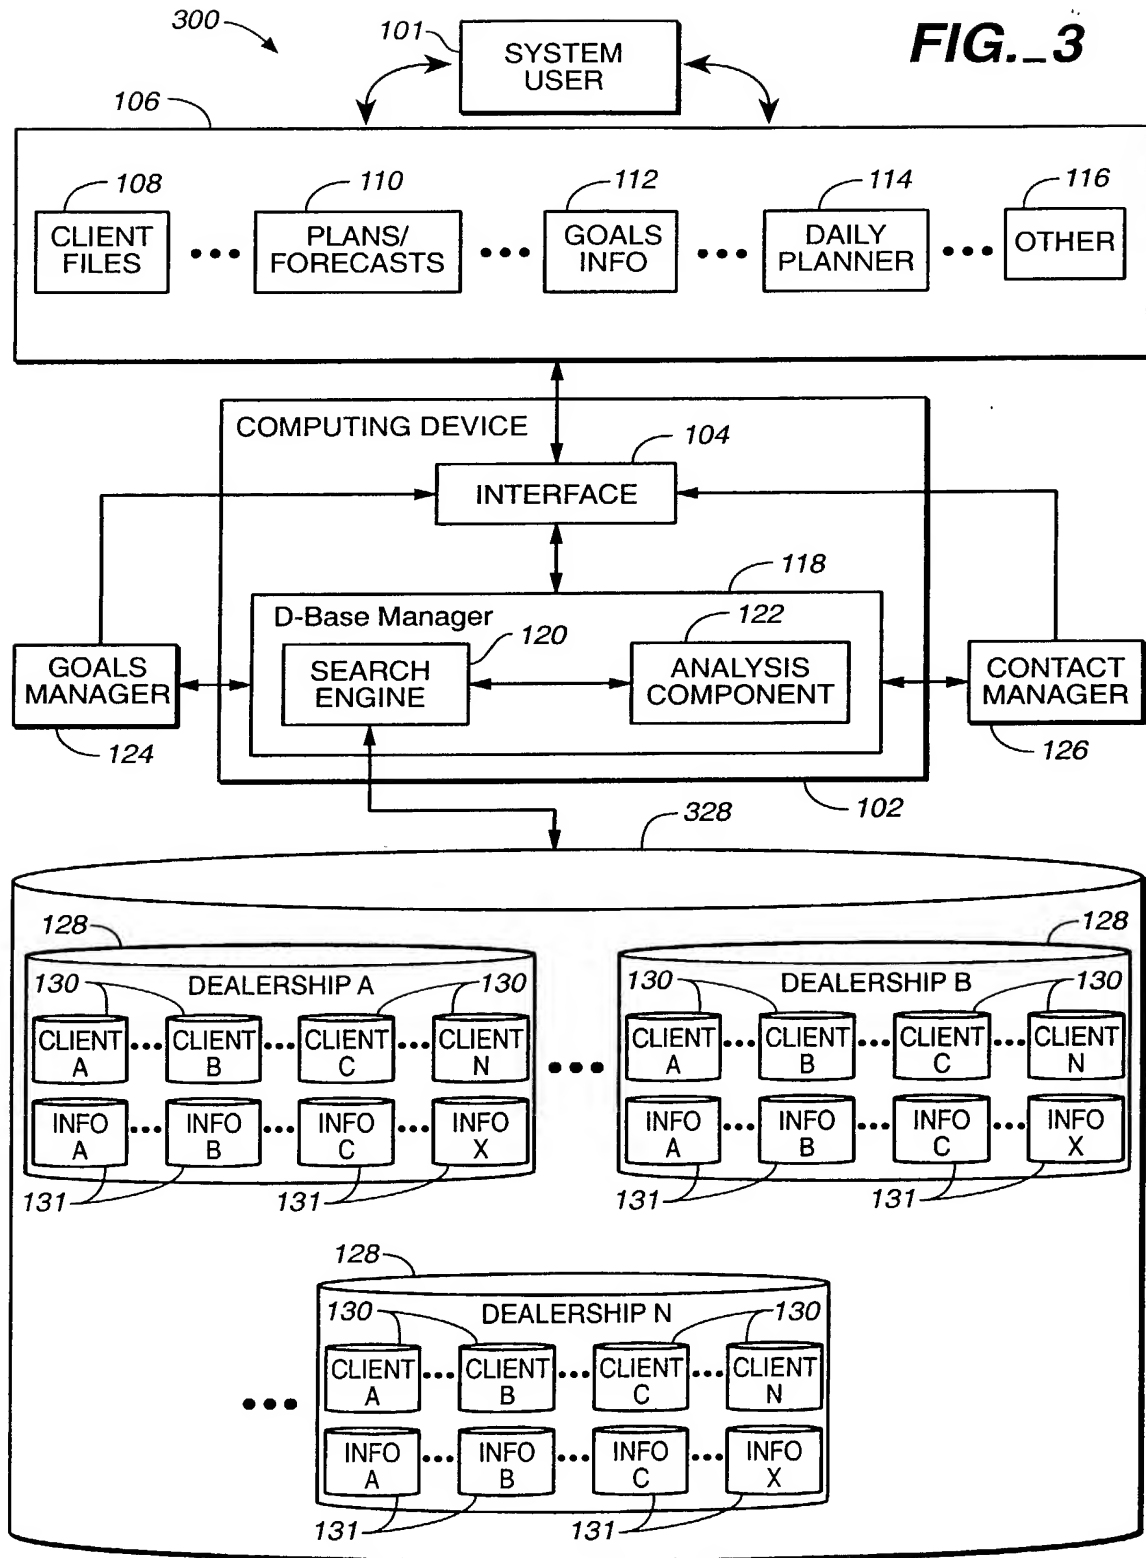 300
101
SYSTEM
USER
FIG._3
106
108
CLIENT
FILES
•••
110
PLANS/
FORECASTS
•••
112
GOALS
INFO
•••
114
DAILY
PLANNER
•••
116
OTHER
COMPUTING DEVICE
104
INTERFACE
118
D-Base Manager
120
SEARCH
ENGINE
122
ANALYSIS
COMPONENT
GOALS
MANAGER
124
CONTACT
MANAGER
126
102
328
128
DEALERSHIP A
130
130
CLIENT
A
•••
CLIENT
B
•••
CLIENT
C
•••
CLIENT
N
INFO
A
•••
INFO
B
•••
INFO
C
•••
INFO
X
131
131
•••
128
DEALERSHIP B
130
130
CLIENT
A
•••
CLIENT
B
•••
CLIENT
C
•••
CLIENT
N
INFO
A
•••
INFO
B
•••
INFO
C
•••
INFO
X
131
131
•••
128
DEALERSHIP N
130
130
CLIENT
A
•••
CLIENT
B
•••
CLIENT
C
•••
CLIENT
N
INFO
A
•••
INFO
B
•••
INFO
C
•••
INFO
X
131
131